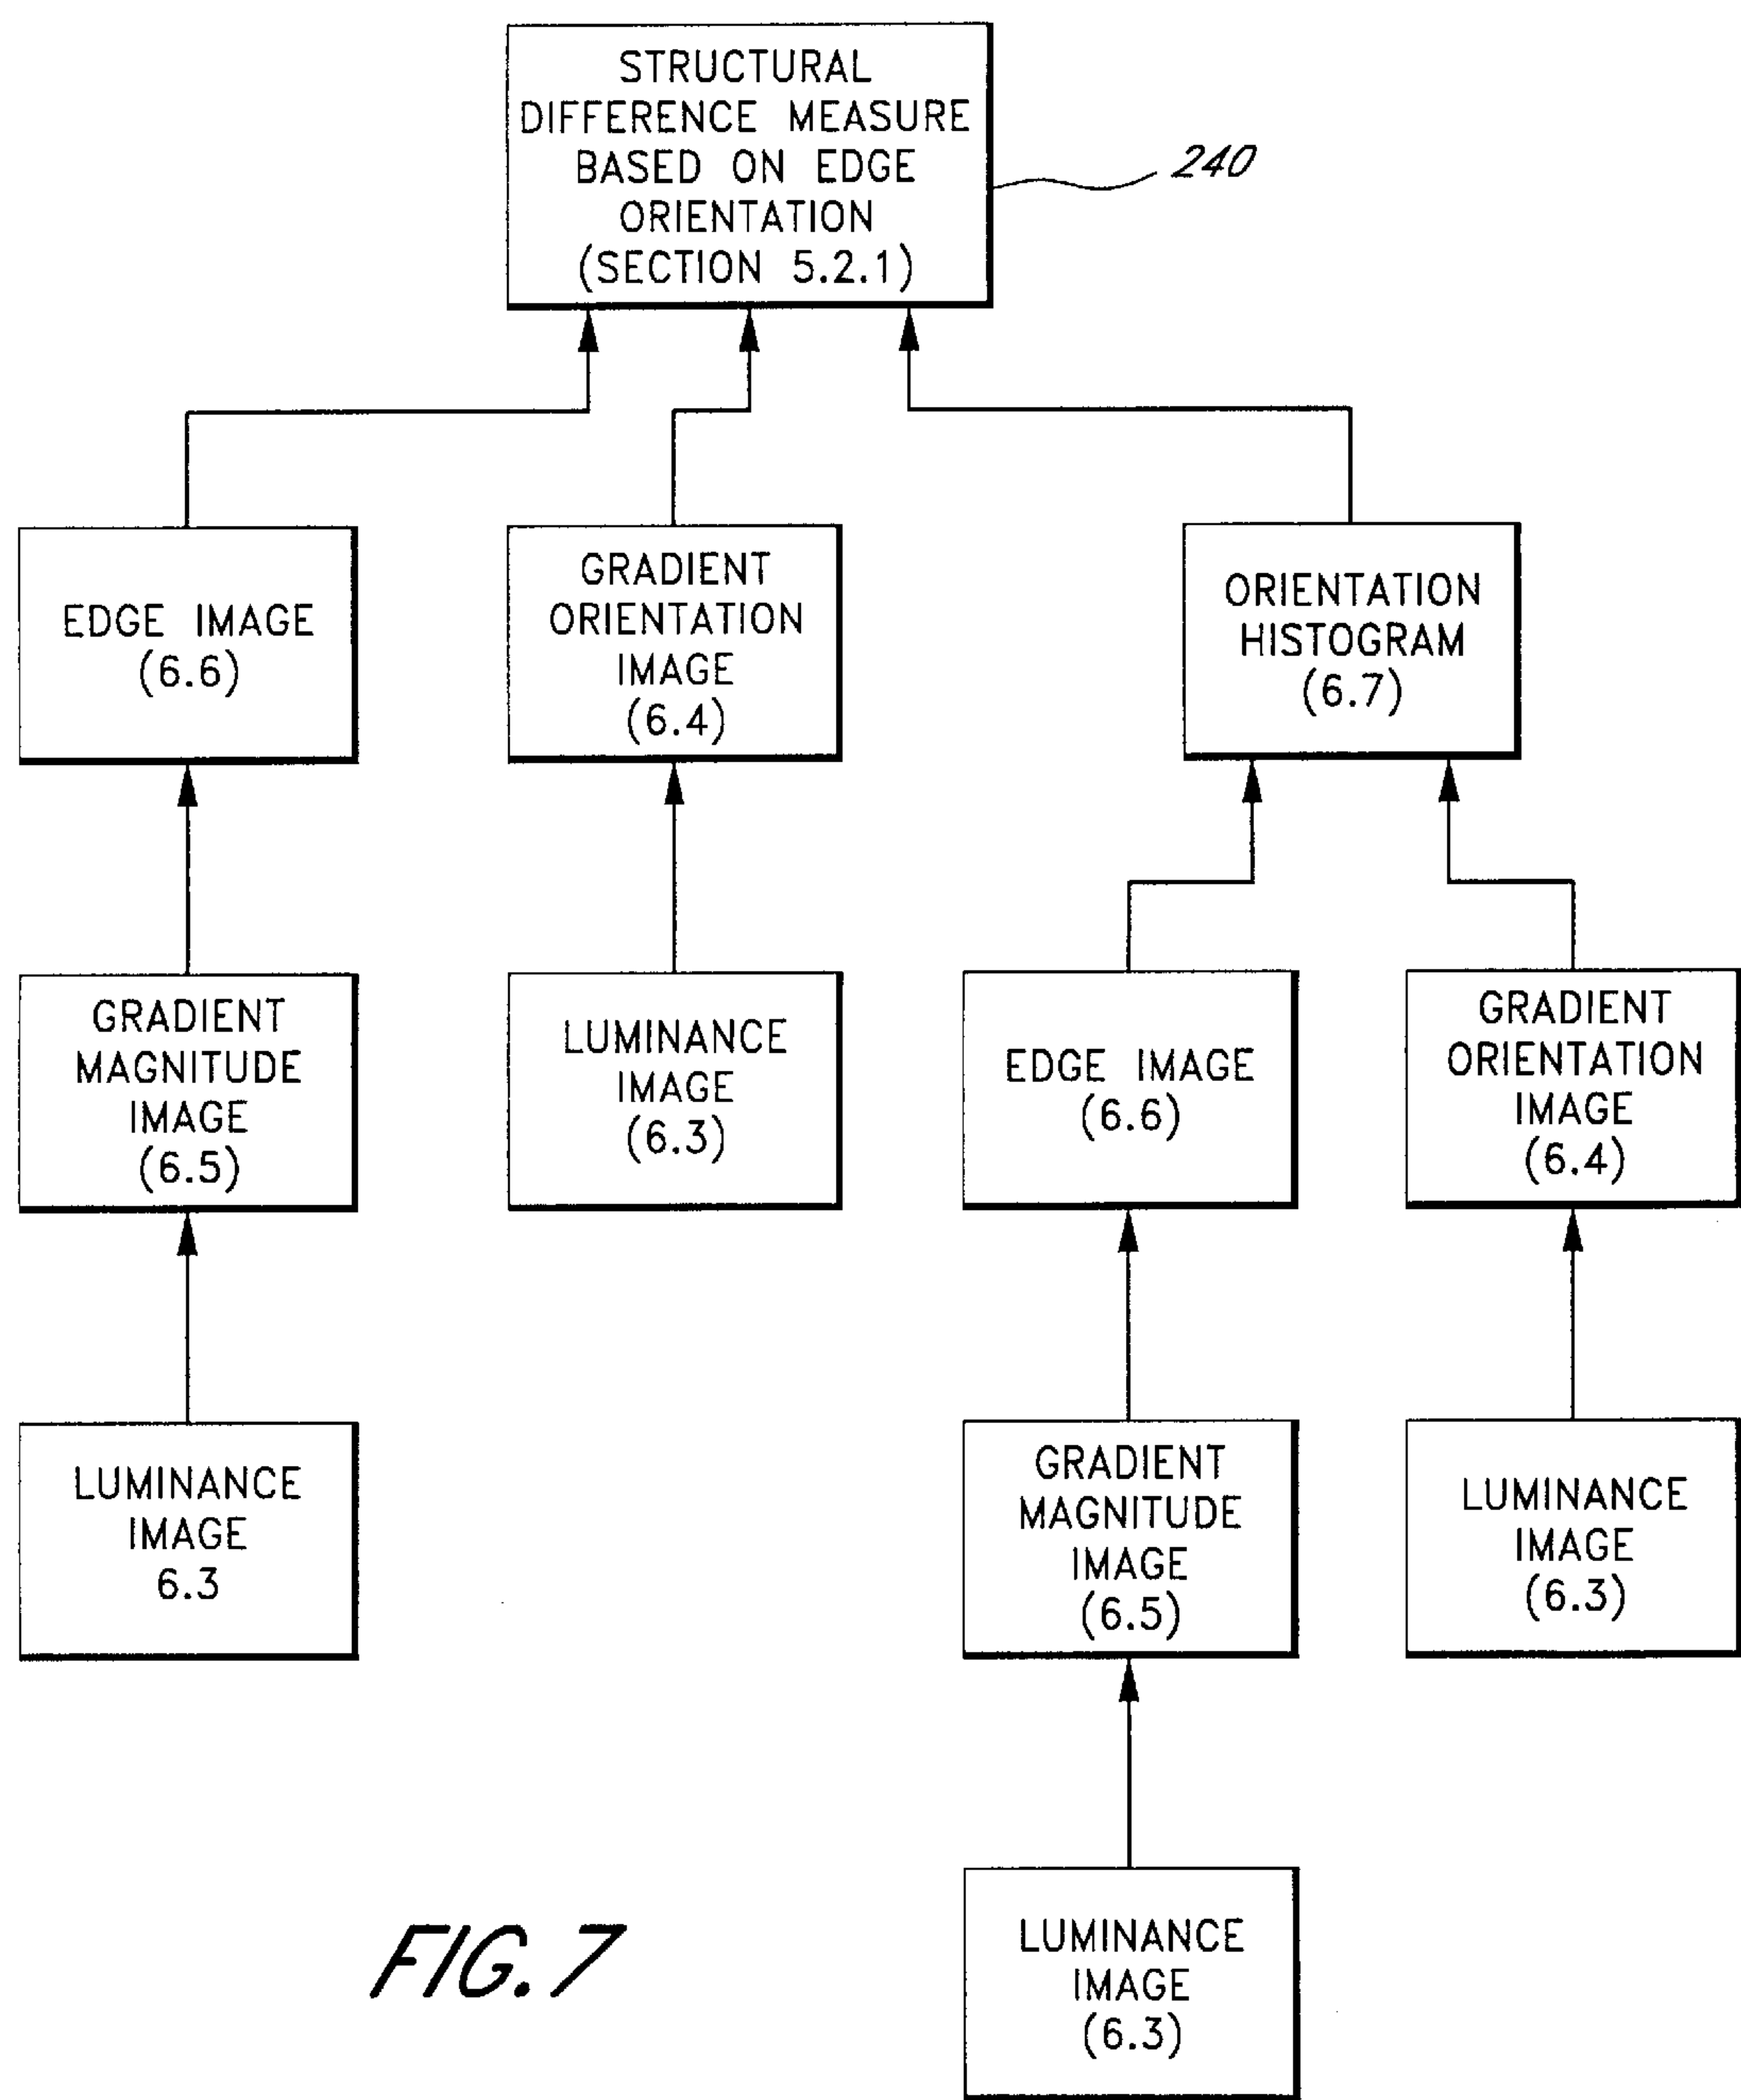 STRUCTURAL
DIFFERENCE MEASURE
BASED ON EDGE
ORIENTATION
(SECTION 5.2.1)
240
EDGE IMAGE
(6.6)
GRADIENT
ORIENTATION
IMAGE
(6.4)
ORIENTATION
HISTOGRAM
(6.7)
GRADIENT
MAGNITUDE
IMAGE
(6.5)
LUMINANCE
IMAGE
(6.3)
EDGE IMAGE
(6.6)
GRADIENT
ORIENTATION
IMAGE
(6.4)
LUMINANCE
IMAGE
6.3
GRADIENT
MAGNITUDE
IMAGE
(6.5)
LUMINANCE
IMAGE
(6.3)
LUMINANCE
IMAGE
(6.3)
FIG. 7